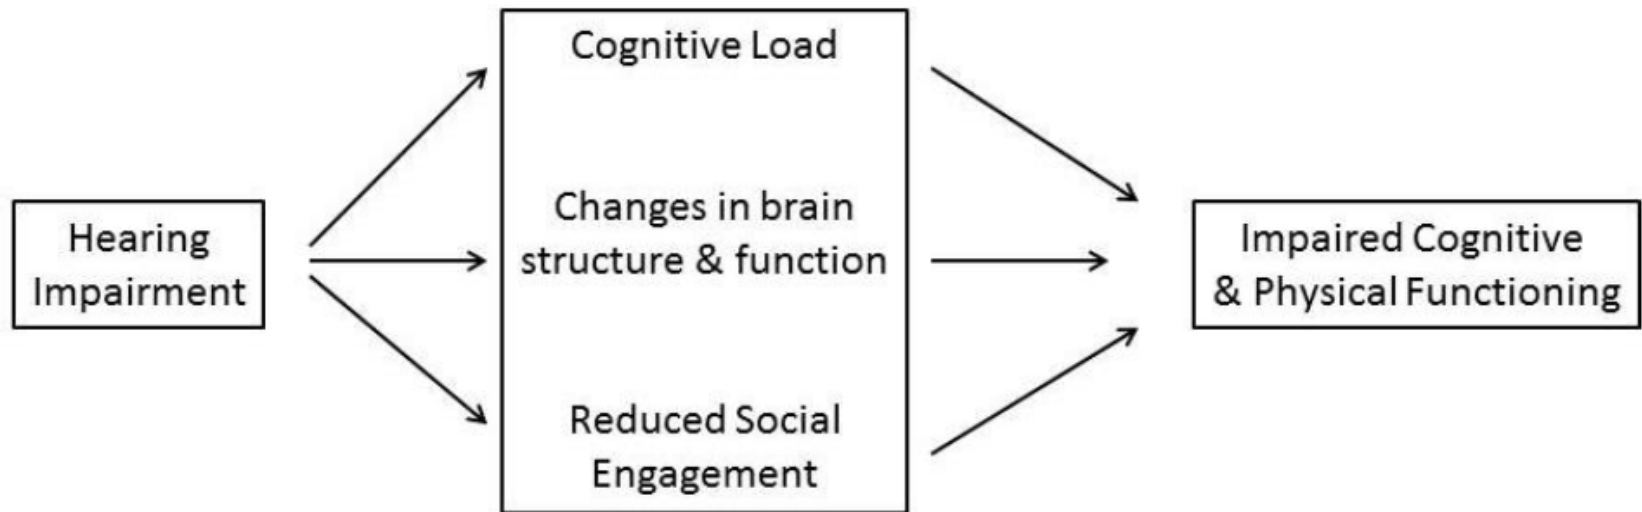 Hearing
Impairment
Cognitive Load
Changes in brain
structure & function
Reduced Social
Engagement
Impaired Cognitive
& Physical Functioning